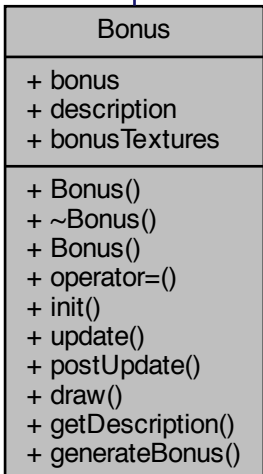 Bonus
+ bonus
+ description
+ bonusTextures
+ Bonus()
+ ~Bonus()
+ Bonus()
+ operator=()
+ init()
+ update()
+ postUpdate()
+ draw()
+ getDescription()
+ generateBonus()